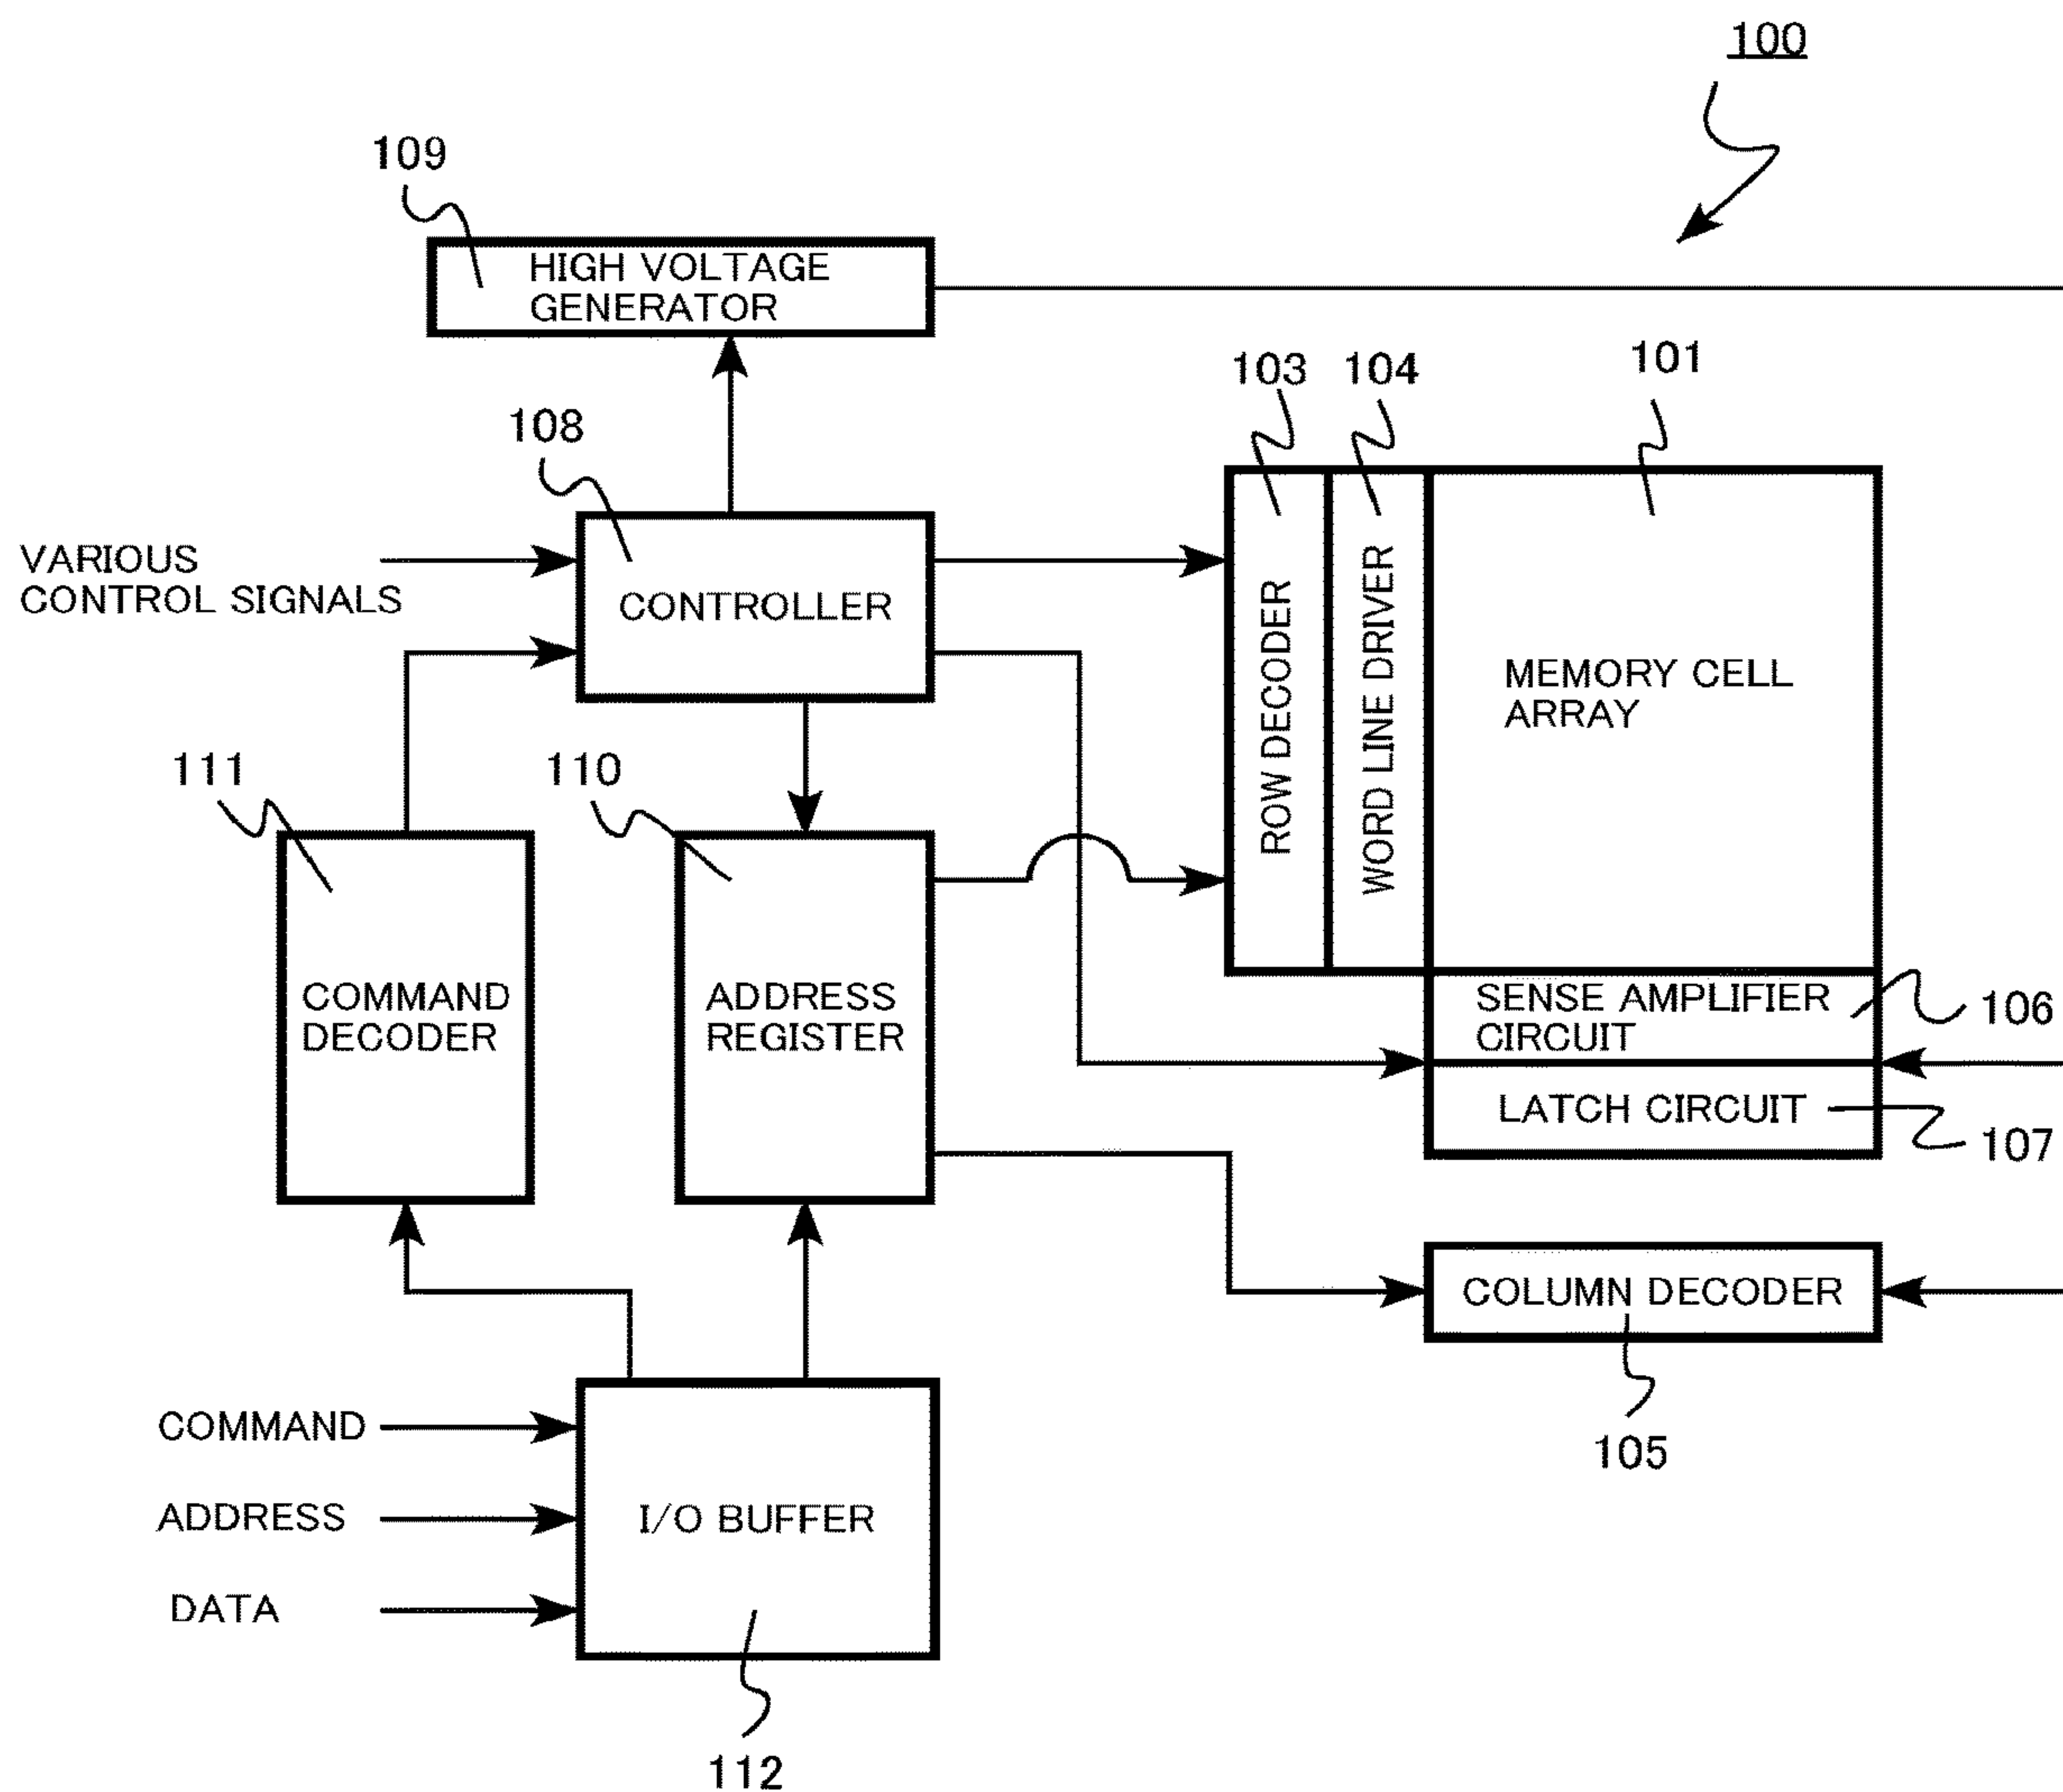 100
109
HIGH VOLTAGE
GENERATOR
103
104
101
108
VARIOUS
CONTROL SIGNALS
CONTROLLER
ROW DECODER
WORD LINE DRIVER
MEMORY CELL
ARRAY
111
110
COMMAND
DECODER
ADDRESS
REGISTER
SENSE AMPLIFIER
CIRCUIT
106
LATCH CIRCUIT
107
COLUMN DECODER
105
COMMAND
ADDRESS
DATA
I/O BUFFER
112